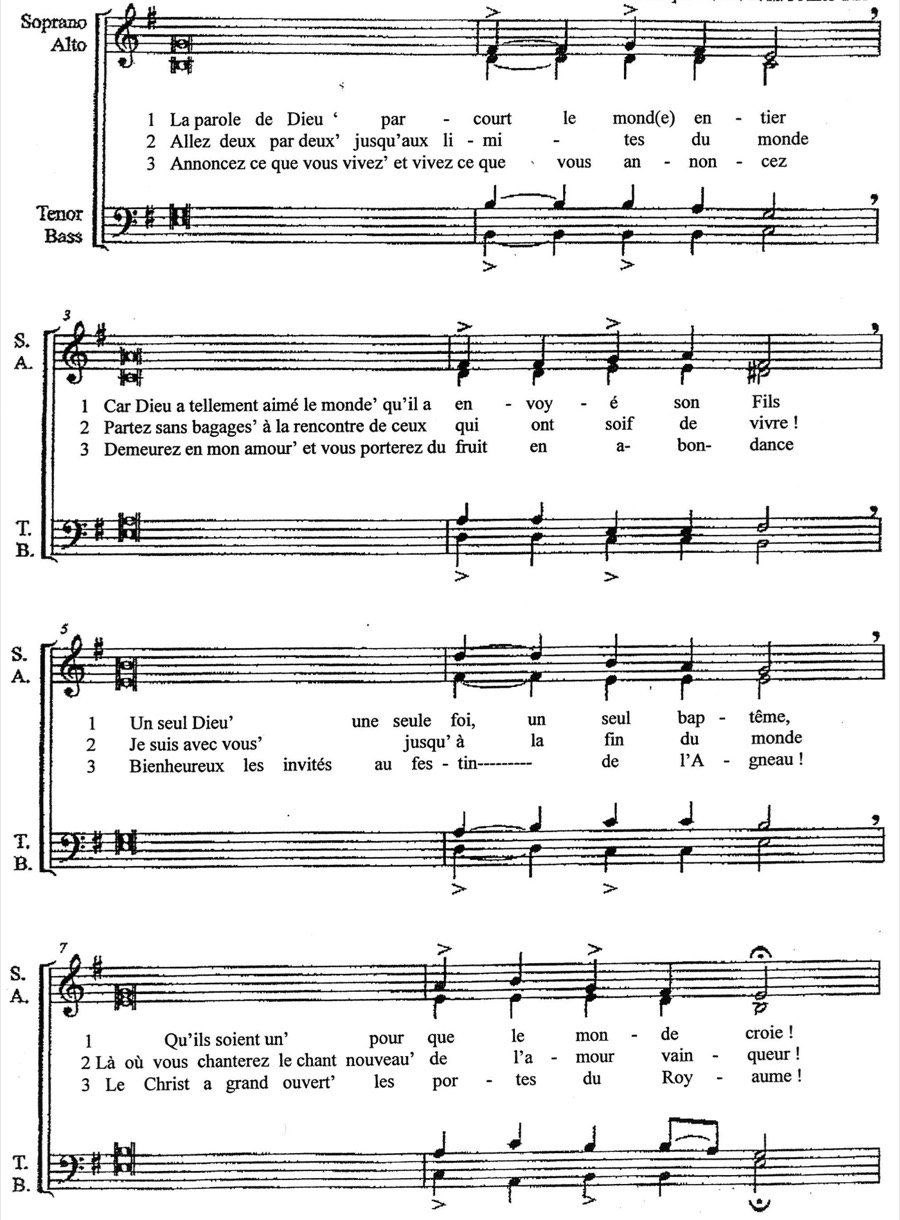 Soprano
Alto
1 La parole de Dieu ‘ par - court le mond(e) en - tier
2 Allez deux par deux’ jusqu’aux li - mi - tes du monde
3 Annoncez ce que vous vivez’ et vivez ce que vous an - non - cez
Tenor
Bass
3
S.
A.
1 Car Dieu a tellement aimé le monde’ qu’il a en - voy - é son Fils
2 Partez sans bagages’ à la rencontre de ceux qui ont soif de vivre !
3 Demeurez en mon amour’ et vous porterez du fruit en a- bon- dance
T.
B.
5
S.
A.
1 Un seul Dieu’ une seule foi, un seul bap - tême,
2 Je suis avec vous’ jusqu’ à la fin du monde
3 Bienheureux les invités au fes - tin--------- de l’A - gneau !
T.
B.
7
S.
A.
1 Qu’ils soient un’ pour que le mon - de croie !
2 Là où vous chanterez le chant nouveau’ de l’a - mour vain - queur !
3 Le Christ a grand ouvert’ les por - tes du Roy - aume !
T.
B.